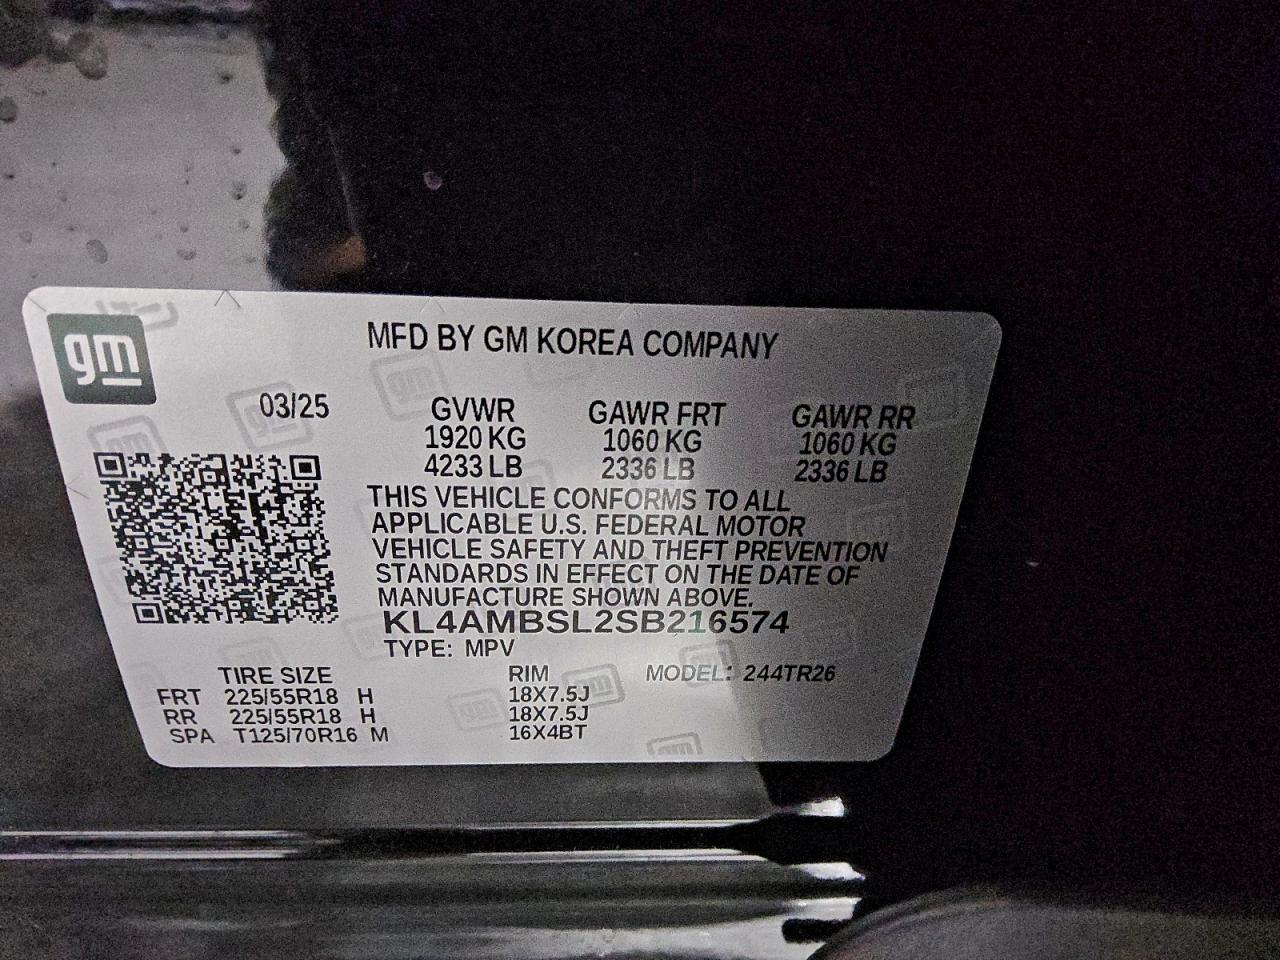 gm
MFD BY GM KOREA COMPANY
03/25 GVWR GAWR FRT GAWR RR
1920 KG 1060 KG 1060 KG
4233 LB 2336 LB 2336 LB
THIS VEHICLE CONFORMS TO ALL
APPLICABLE U.S. FEDERAL MOTOR
VEHICLE SAFETY AND THEFT PREVENTION
STANDARDS IN EFFECT ON THE DATE OF
MANUFACTURE SHOWN ABOVE.
KL4AMBSL2SB216574
TYPE: MPV
TIRE SIZE RIM MODEL: 244TR26
FRT 225/55R18 H 18X7.5J
RR 225/55R18 H 18X7.5J
SPA T125/70R16 M 16X4BT